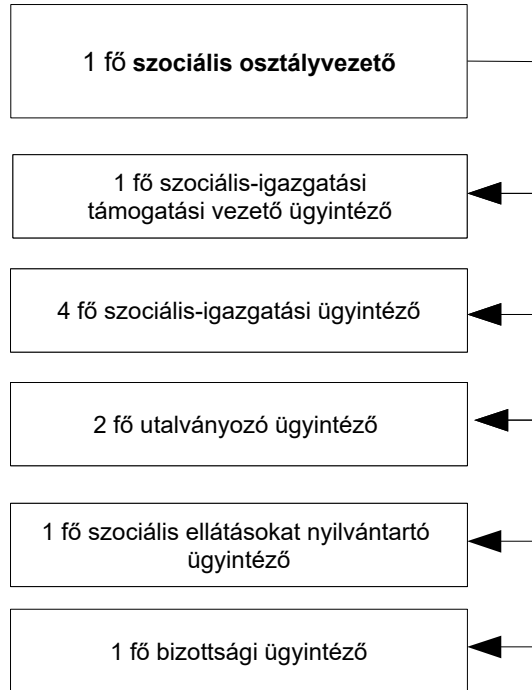 1 fő szociális osztályvezető
1 fő szociális-igazgatási
támogatási vezető ügyintéző
4 fő szociális-igazgatási ügyintéző
2 fő utalványozó ügyintéző
1 fő szociális ellátásokat nyilvántartó
ügyintéző
1 fő bizottsági ügyintéző